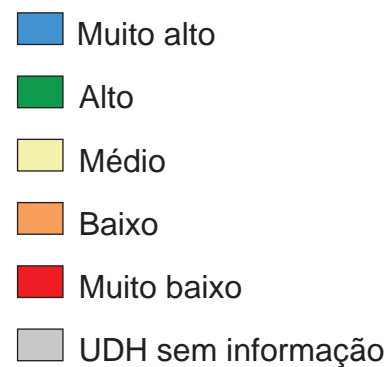 Muito alto
Alto
Médio
Baixo
Muito baixo
UDH sem informação